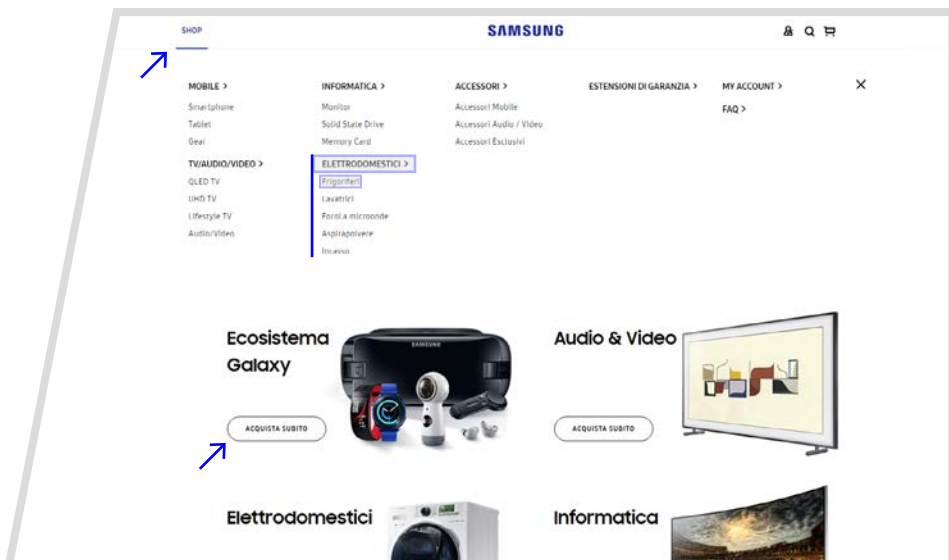 SHOP
SAMSUNG
MOBILE >
Smartphone
Tablet
Gear
TV/AUDIO/VIDEO >
QLED TV
UHD TV
Lifestyle TV
Audio/Video
INFORMATICA >
Monitor
Solid State Drive
Memory Card
ELETTRODOMESTICI >
Frigoriferi
Lavatrici
Forni a microonde
Aspirapolvere
Incasso
ACCESSORI >
Accessori Mobile
Accessori Audio / Video
Accessori Esclusivi
ESTENSIONI DI GARANZIA >
MY ACCOUNT >
FAQ >
Ecosistema
Galaxy
ACQUISTA SUBITO
SAMSUNG
Audio & Video
ACQUISTA SUBITO
Elettrodomestici
Informatica